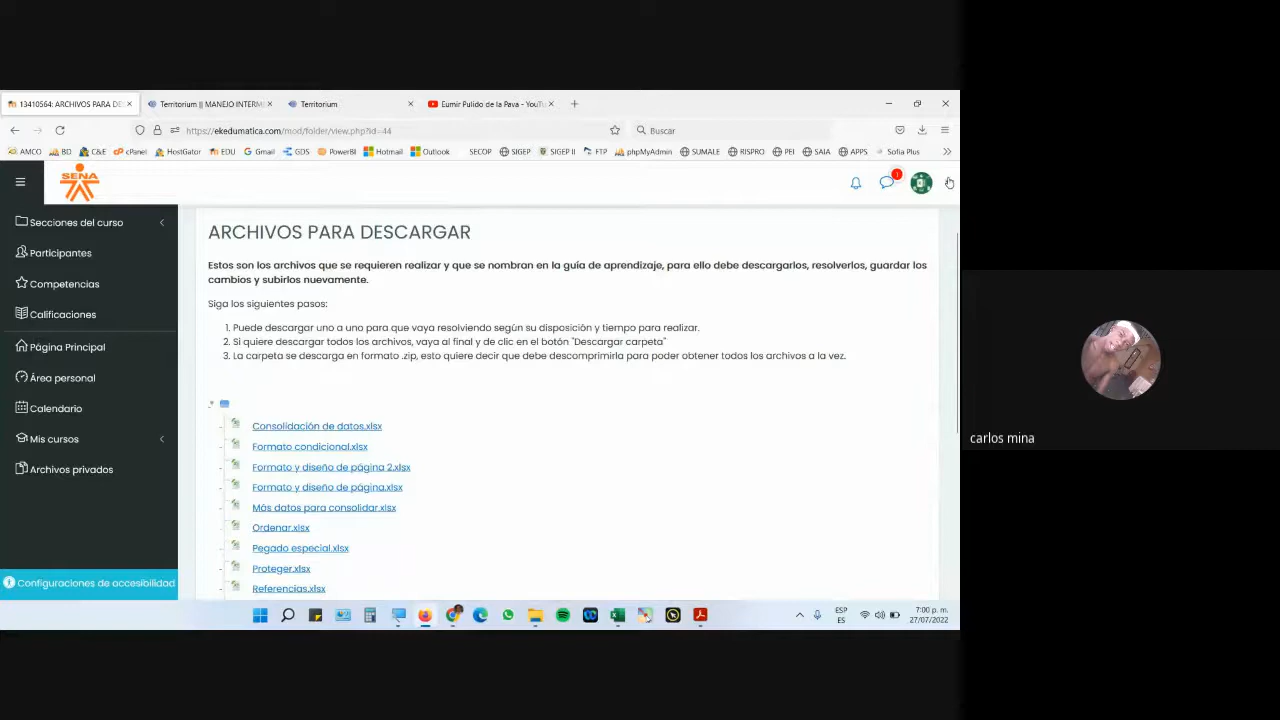 13410564: ARCHIVOS PARA DE
Territorium || MANEJO INTERM
Territorium
Eumir Pulido de la Pava - YouTu
https://ekedumatica.com/mod/folder/view.php?id=44
Buscar
AMCO BD C&E cPanel HostGator EDU Gmail GDS PowerBI Hotmail Outlook SECOP SIGEP SIGEP II FTP phpMyAdmin SUMALE RISPRO PEI SAIA APPS Sofia Plus
SENA
1
Secciones del curso
Participantes
Competencias
Calificaciones
Página Principal
Área personal
Calendario
Mis cursos
Archivos privados
Configuraciones de accesibilidad
ARCHIVOS PARA DESCARGAR
Estos son los archivos que se requieren realizar y que se nombran en la guía de aprendizaje, para ello debe descargarlos, resolverlos, guardar los
cambios y subirlos nuevamente.
Siga los siguientes pasos:
1. Puede descargar uno a uno para que vaya resolviendo según su disposición y tiempo para realizar.
2. Si quiere descargar todos los archivos, vaya al final y de clic en el botón "Descargar carpeta"
3. La carpeta se descarga en formato .zip, esto quiere decir que debe descomprimirla para poder obtener todos los archivos a la vez.
Consolidación de datos.xlsx
Formato condicional.xlsx
Formato y diseño de página 2.xlsx
Formato y diseño de página.xlsx
Más datos para consolidar.xlsx
Ordenar.xlsx
Pegado especial.xlsx
Proteger.xlsx
Referencias.xlsx
ESP
ES
7:00 p. m.
27/07/2022
carlos mina